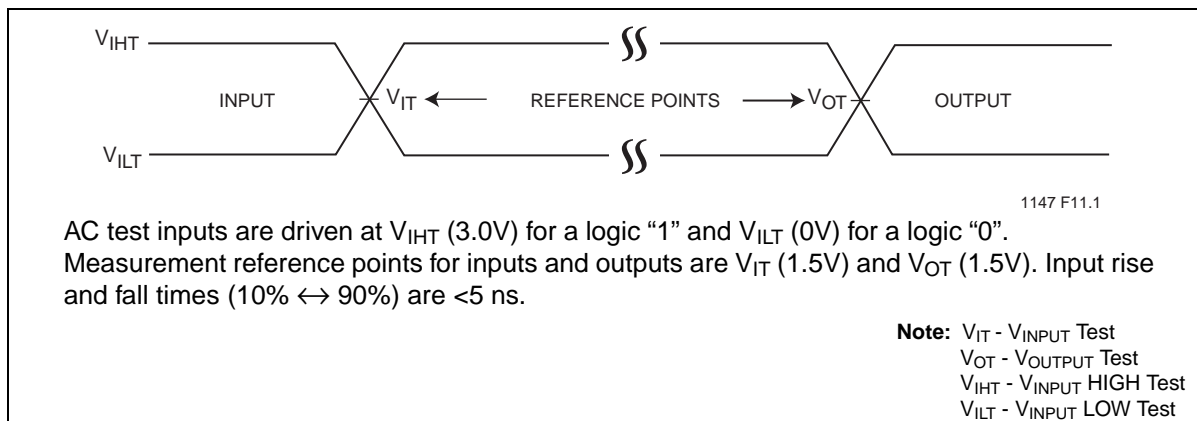 VIHT
INPUT VIT REFERENCE POINTS VOT OUTPUT
VILT
1147 F11.1
AC test inputs are driven at VIHT (3.0V) for a logic “1” and VILT (0V) for a logic “0”.
Measurement reference points for inputs and outputs are VIT (1.5V) and VOT (1.5V). Input rise
and fall times (10% ↔ 90%) are <5 ns.
Note: VIT - VINPUT Test
VOT - VOUTPUT Test
VIHT - VINPUT HIGH Test
VILT - VINPUT LOW Test